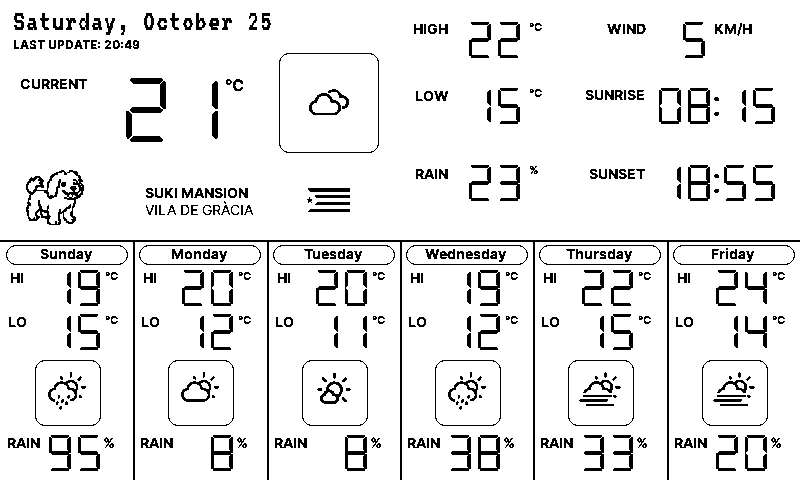 Saturday, October 25
LAST UPDATE: 20:49
CURRENT 21 °C
SUKI MANSION
VILA DE GRÀCIA
HIGH 22 °C
LOW 15 °C
RAIN 23 %
WIND 5 KM/H
SUNRISE 08:15
SUNSET 18:55
Sunday
HI 19 °C
LO 15 °C
RAIN 95 %
Monday
HI 20 °C
LO 12 °C
RAIN 8 %
Tuesday
HI 20 °C
LO 11 °C
RAIN 8 %
Wednesday
HI 19 °C
LO 12 °C
RAIN 38 %
Thursday
HI 22 °C
LO 15 °C
RAIN 33 %
Friday
HI 24 °C
LO 14 °C
RAIN 20 %